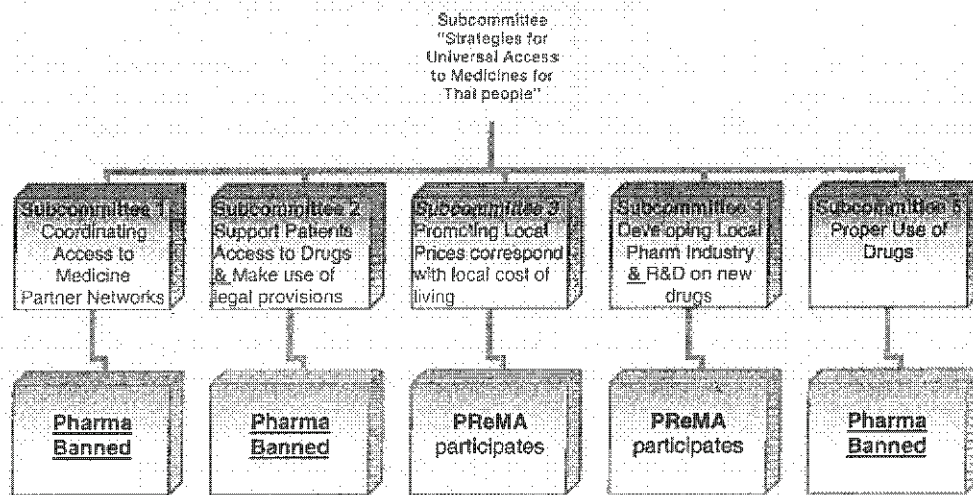 Subcommittee
"Strategies for
Universal Access
to Medicines for
Thai people"
Subcommittee 1
Coordinating
Access to
Medicine
Partner Networks
Subcommittee 2
Support Patients
Access to Drugs
& Make use of
legal provisions
Subcommittee 3
Promoting Local
Prices correspond
with local cost of
living
Subcommittee 4
Developing Local
Pharm Industry
& R&D on new
drugs
Subcommittee 5
Proper Use of
Drugs
Pharma
Banned
Pharma
Banned
PReMA
participates
PReMA
participates
Pharma
Banned